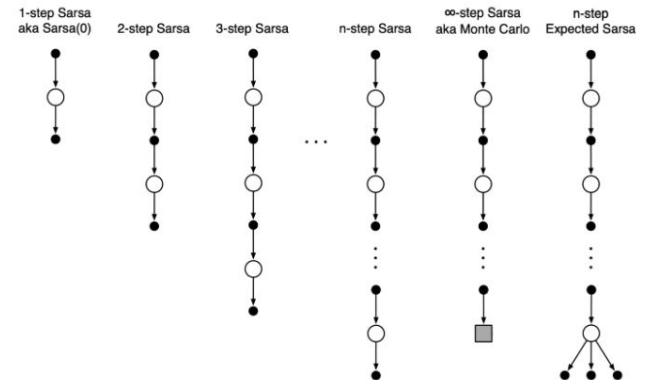 1-step Sarsa
aka Sarsa(0)
2-step Sarsa
3-step Sarsa
n-step Sarsa
∞-step Sarsa
aka Monte Carlo
n-step
Expected Sarsa